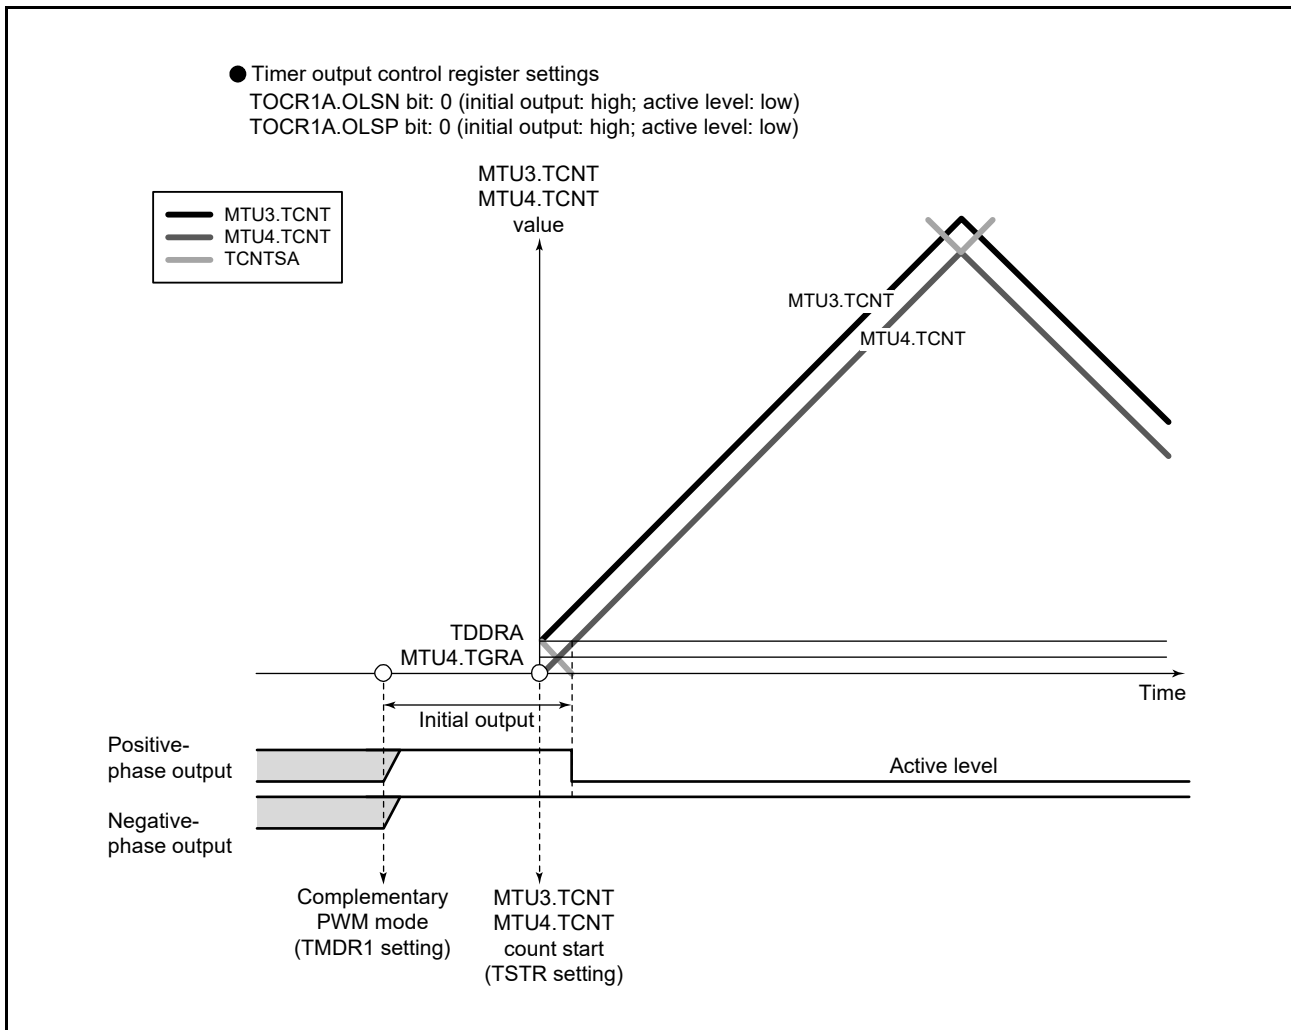 ● Timer output control register settings
TOCR1A.OLSN bit: 0 (initial output: high; active level: low)
TOCR1A.OLSP bit: 0 (initial output: high; active level: low)
MTU3.TCNT
MTU4.TCNT
value
MTU3.TCNT
MTU4.TCNT
TCNTSA
MTU3.TCNT
MTU4.TCNT
TDDRA
MTU4.TGRA
Time
Initial output
Positive-
phase output
Active level
Negative-
phase output
Complementary
PWM mode
(TMDR1 setting)
MTU3.TCNT
MTU4.TCNT
count start
(TSTR setting)